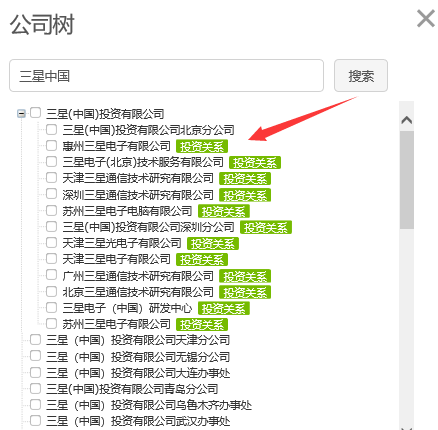 公司树
三星中国 搜索
三星(中国)投资有限公司
三星(中国)投资有限公司北京分公司
惠州三星电子有限公司 投资关系
三星电子(北京)技术服务有限公司 投资关系
天津三星通信技术研究有限公司 投资关系
深圳三星通信技术研究有限公司 投资关系
苏州三星电子电脑有限公司 投资关系
三星(中国)投资有限公司深圳分公司 投资关系
天津三星光电子有限公司 投资关系
天津三星电子有限公司 投资关系
广州三星通信技术研究有限公司 投资关系
北京三星通信技术研究有限公司 投资关系
三星电子（中国）研发中心 投资关系
苏州三星电子有限公司 投资关系
三星（中国）投资有限公司天津分公司
三星（中国）投资有限公司无锡分公司
三星（中国）投资有限公司大连办事处
三星(中国)投资有限公司青岛分公司
三星（中国）投资有限公司乌鲁木齐办事处
三星（中国）投资有限公司武汉办事处